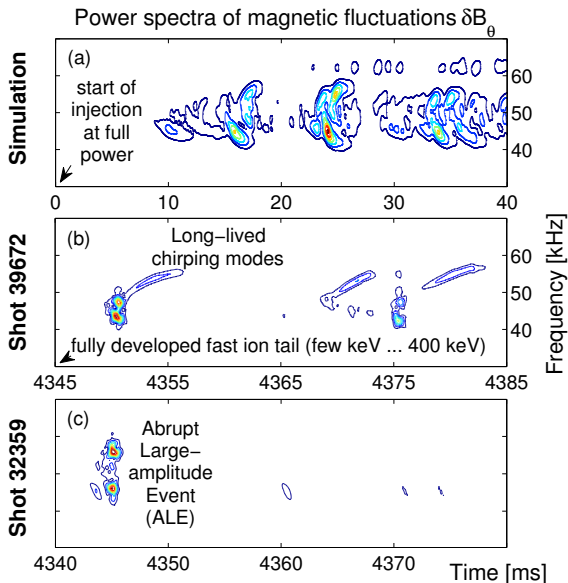 Power spectra of magnetic fluctuations δB_θ
Simulation
(a)
start of
injection
at full
power
60
50
40
0 10 20 30 40
Shot 39672
(b)
Long−lived
chirping modes
fully developed fast ion tail (few keV ... 400 keV)
60
50
40
Frequency [kHz]
4345 4355 4365 4375 4385
Shot 32359
(c)
Abrupt
Large−
amplitude
Event
(ALE)
4340 4350 4360 4370
Time [ms]